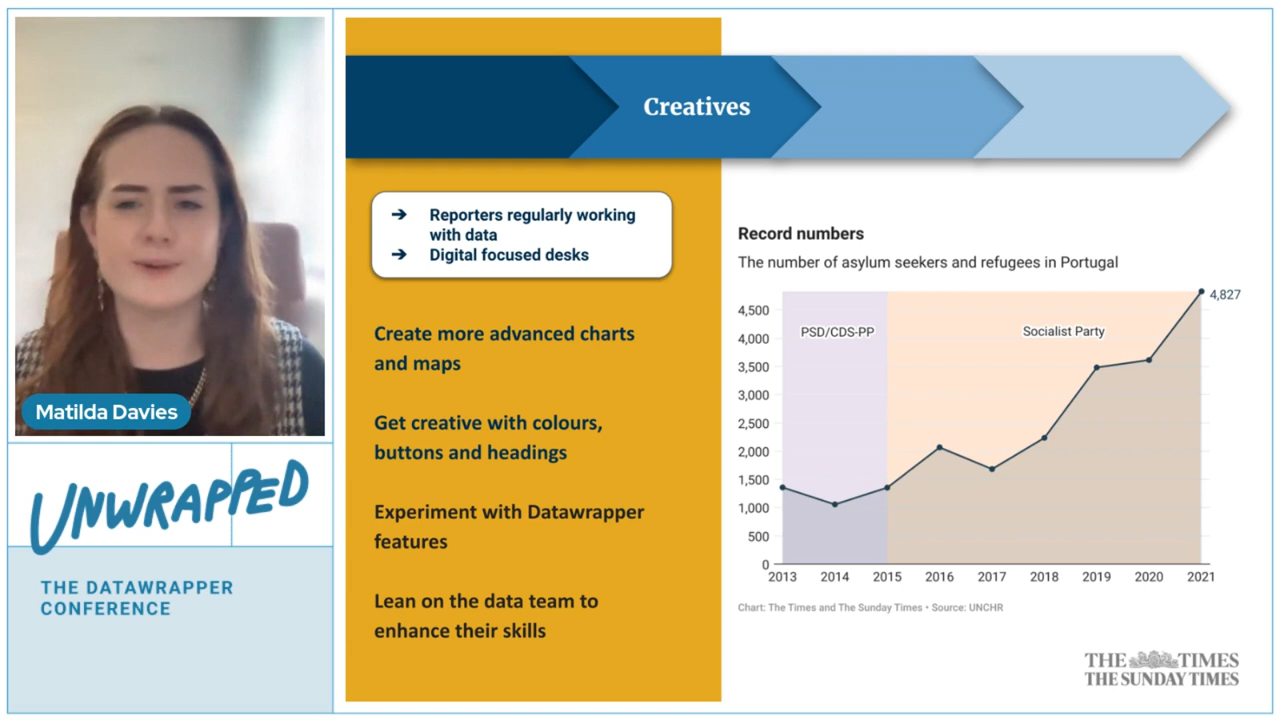 Matilda Davies
UNWRAPPED
THE DATAWRAPPER
CONFERENCE
Creatives
➔ Reporters regularly working
with data
➔ Digital focused desks
Create more advanced charts
and maps
Get creative with colours,
buttons and headings
Experiment with Datawrapper
features
Lean on the data team to
enhance their skills
Record numbers
The number of asylum seekers and refugees in Portugal
4,827
4,500
PSD/CDS-PP
Socialist Party
4,000
3,500
3,000
2,500
2,000
1,500
1,000
500
0
2013 2014 2015 2016 2017 2018 2019 2020 2021
Chart: The Times and The Sunday Times • Source: UNCHR
THE TIMES
THE SUNDAY TIMES